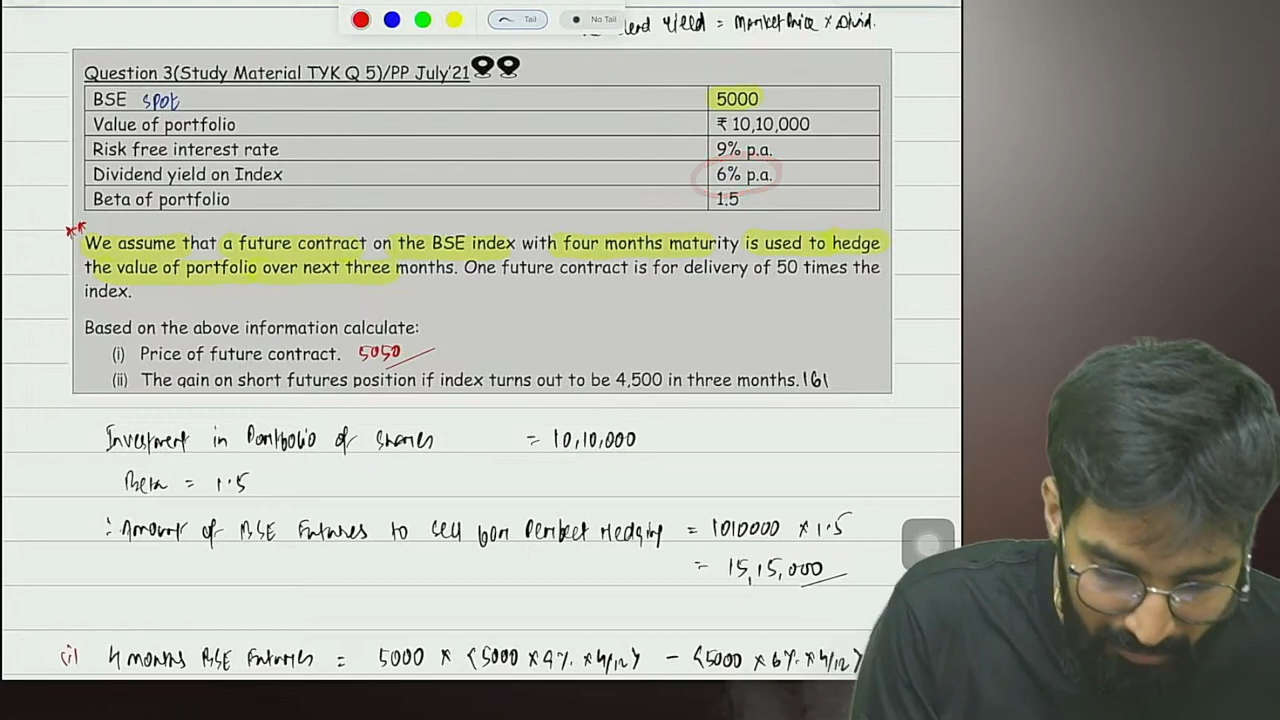 Tail
No Tail
Yield = Market Price × Divid.
Question 3(Study Material TYK Q 5)/PP July'21
BSE spot 5000
Value of portfolio ₹ 10,10,000
Risk free interest rate 9% p.a.
Dividend yield on Index 6% p.a.
Beta of portfolio 1.5
** We assume that a future contract on the BSE index with four months maturity is used to hedge
the value of portfolio over next three months. One future contract is for delivery of 50 times the
index.
Based on the above information calculate:
(i) Price of future contract. 5050
(ii) The gain on short futures position if index turns out to be 4,500 in three months. 161
Investment in Portfolio of shares = 10,10,000
Beta = 1.5
∴ Amount of BSE Futures to sell for Perfect Hedging = 1010000 × 1.5
= 15,15,000
(i) 4 months BSE Futures = 5000 × {5000 × 9% × 4/12} - {5000 × 6% × 4/12}